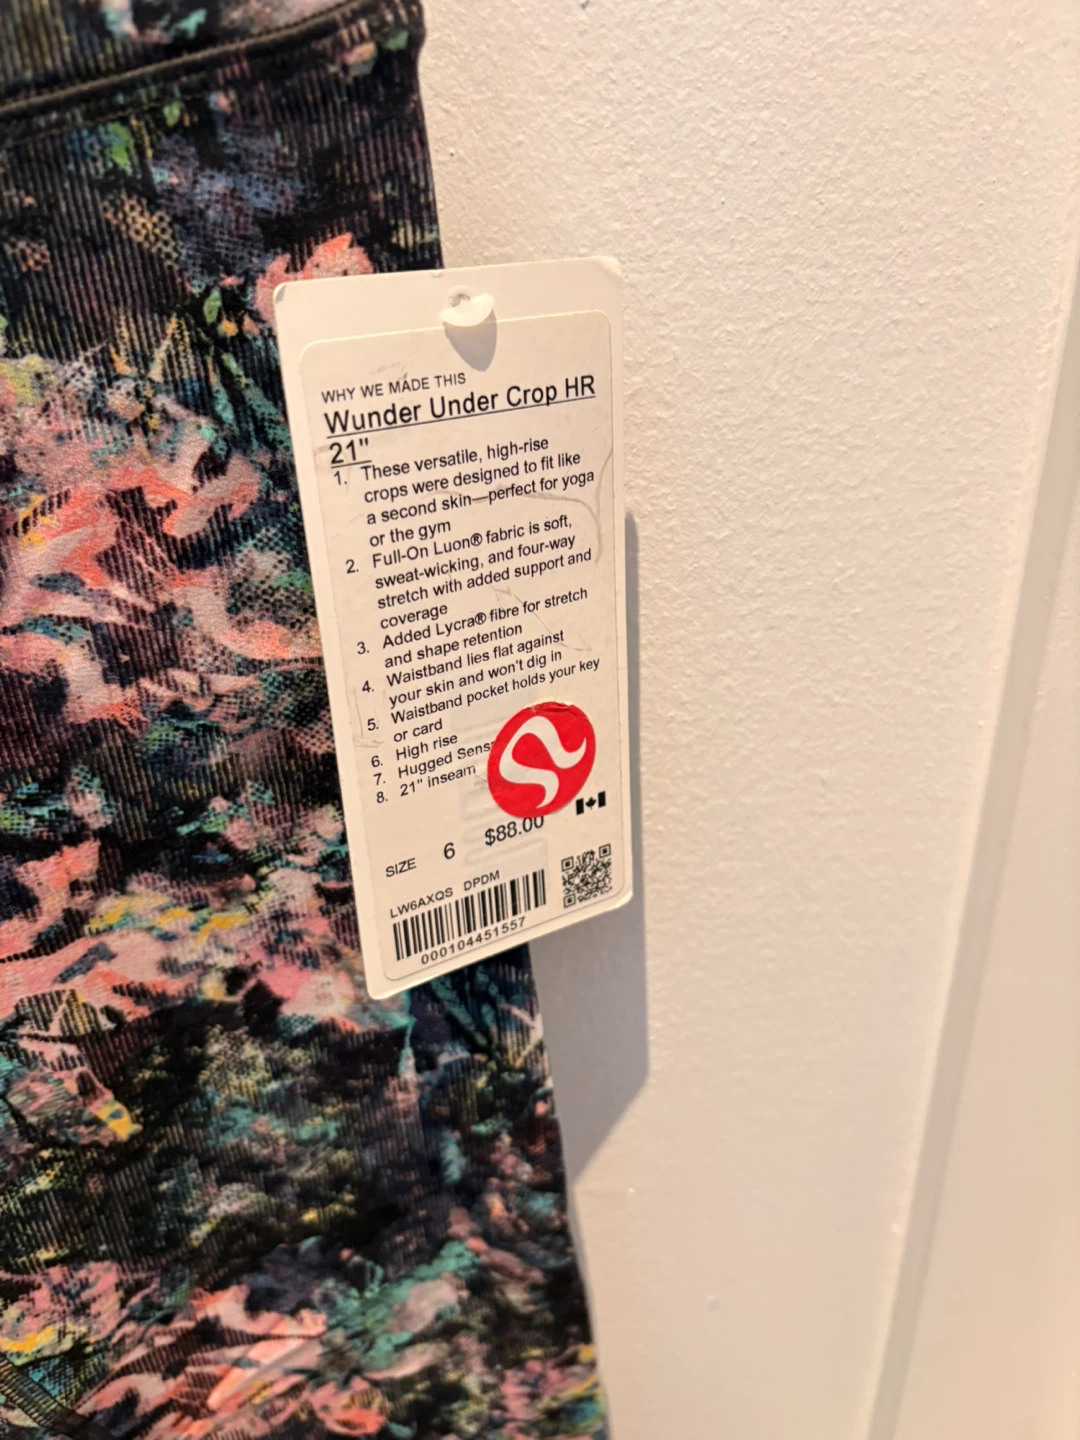 WHY WE MADE THIS
Wunder Under Crop HR
21"
1. These versatile, high-rise
crops were designed to fit like
a second skin—perfect for yoga
or the gym
2. Full-On Luon® fabric is soft,
sweat-wicking, and four-way
stretch with added support and
coverage
3. Added Lycra® fibre for stretch
and shape retention
4. Waistband lies flat against
your skin and won't dig in
5. Waistband pocket holds your key
or card
6. High rise
7. Hugged
8. 21" inseam
SIZE 6 $88.00
LW6AXQS DPDM
000104451557